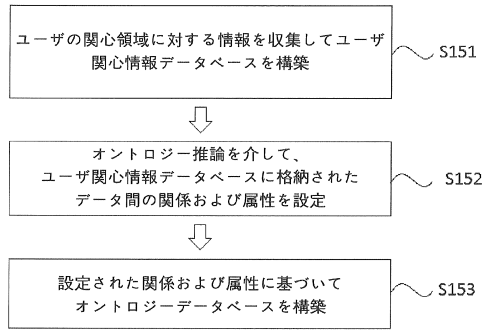 ユーザの関心領域に対する情報を収集してユーザ
関心情報データベースを構築
S151
オントロジー推論を介して、
ユーザ関心情報データベースに格納された
データ間の関係および属性を設定
S152
設定された関係および属性に基づいて
オントロジーデータベースを構築
S153